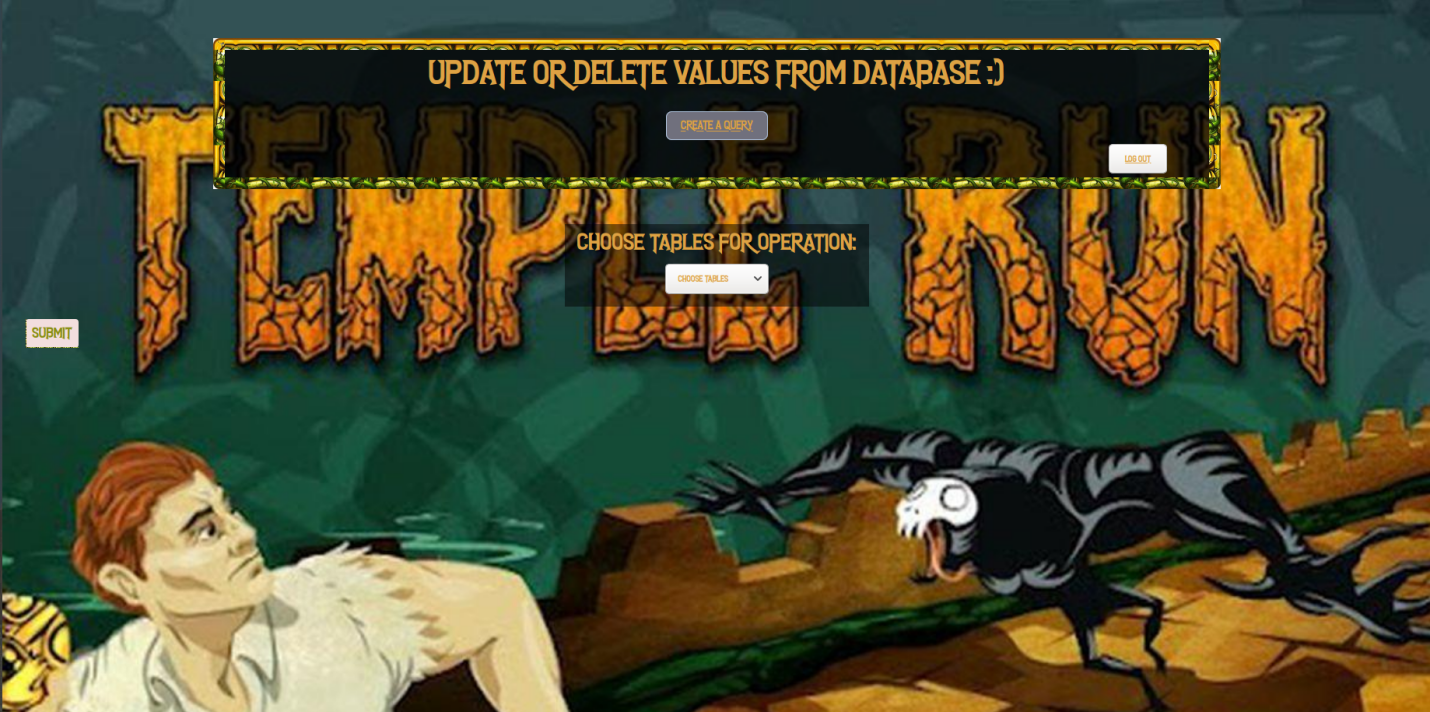 UPDATE OR DELETE VALUES FROM DATABASE :)
CREATE A QUERY
LOG OUT
TEMPLE RUN
CHOOSE TABLES FOR OPERATION:
CHOOSE TABLES
SUBMIT